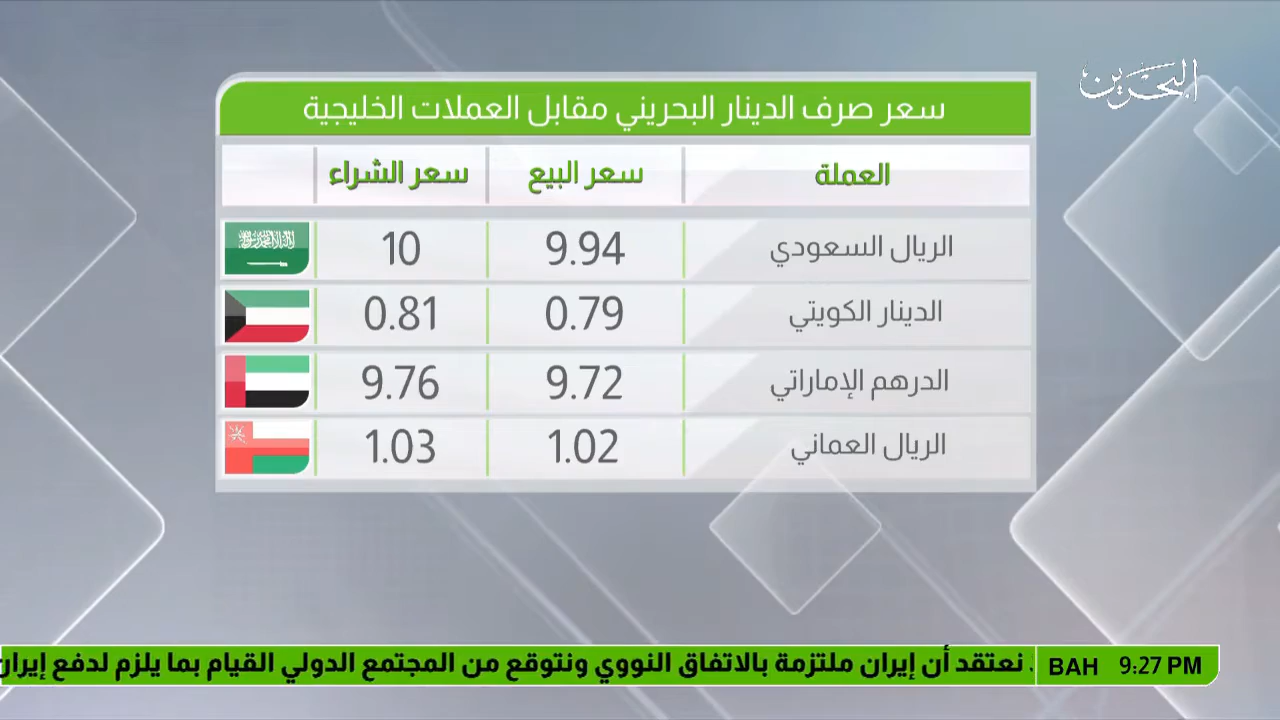 البحرين
سعر صرف الدينار البحريني مقابل العملات الخليجية
العملة سعر البيع سعر الشراء
الريال السعودي 9.94 10
الدينار الكويتي 0.79 0.81
الدرهم الإماراتي 9.72 9.76
الريال العماني 1.02 1.03
BAH 9:27 PM
نعتقد أن إيران ملتزمة بالاتفاق النووي ونتوقع من المجتمع الدولي القيام بما يلزم لدفع إيران